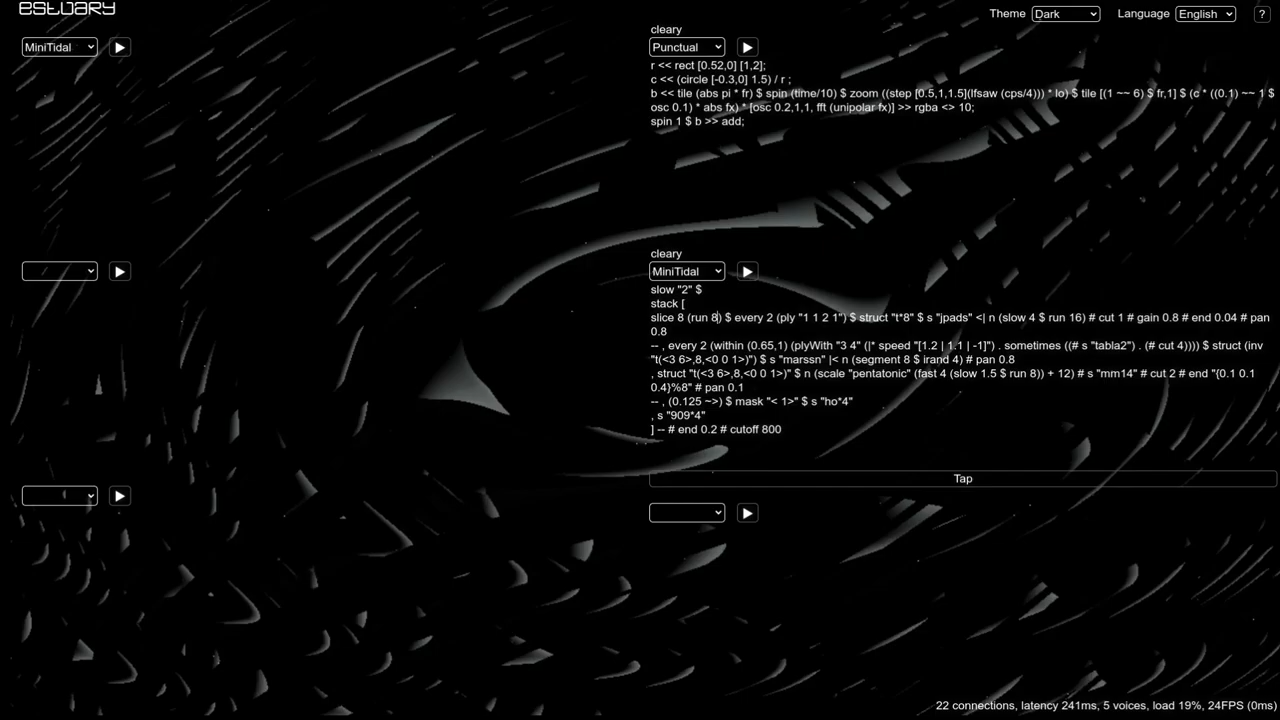 estuary
Theme Dark Language English ?
MiniTidal
cleary
Punctual
r << rect [0.52,0] [1,2];
c << (circle [-0.3,0] 1.5) / r ;
b << tile (abs pi * fr) $ spin (time/10) $ zoom ((step [0.5,1,1.5](lfsaw (cps/4))) * lo) $ tile [(1 ~~ 6) $ fr,1] $ (c * ((0.1) ~~ 1 $
osc 0.1) * abs fx) * [osc 0.2,1,1, fft (unipolar fx)] >> rgba <> 10;
spin 1 $ b >> add;
cleary
MiniTidal
slow "2" $
stack [
slice 8 (run 8) $ every 2 (ply "1 1 2 1") $ struct "t*8" $ s "jpads" <| n (slow 4 $ run 16) # cut 1 # gain 0.8 # end 0.04 # pan
0.8
-- , every 2 (within (0.65,1) (plyWith "3 4" (|* speed "[1.2 | 1.1 | -1]") . sometimes ((# s "tabla2") . (# cut 4)))) $ struct (inv
"t(<3 6>,8,<0 0 1>)") $ s "marssn" |< n (segment 8 $ irand 4) # pan 0.8
, struct "t(<3 6>,8,<0 0 1>)" $ n (scale "pentatonic" (fast 4 (slow 1.5 $ run 8)) + 12) # s "mm14" # cut 2 # end "{0.1 0.1
0.4}%8" # pan 0.1
-- , (0.125 ~>) $ mask "< 1>" $ s "ho*4"
, s "909*4"
] -- # end 0.2 # cutoff 800
Tap
22 connections, latency 241ms, 5 voices, load 19%, 24FPS (0ms)